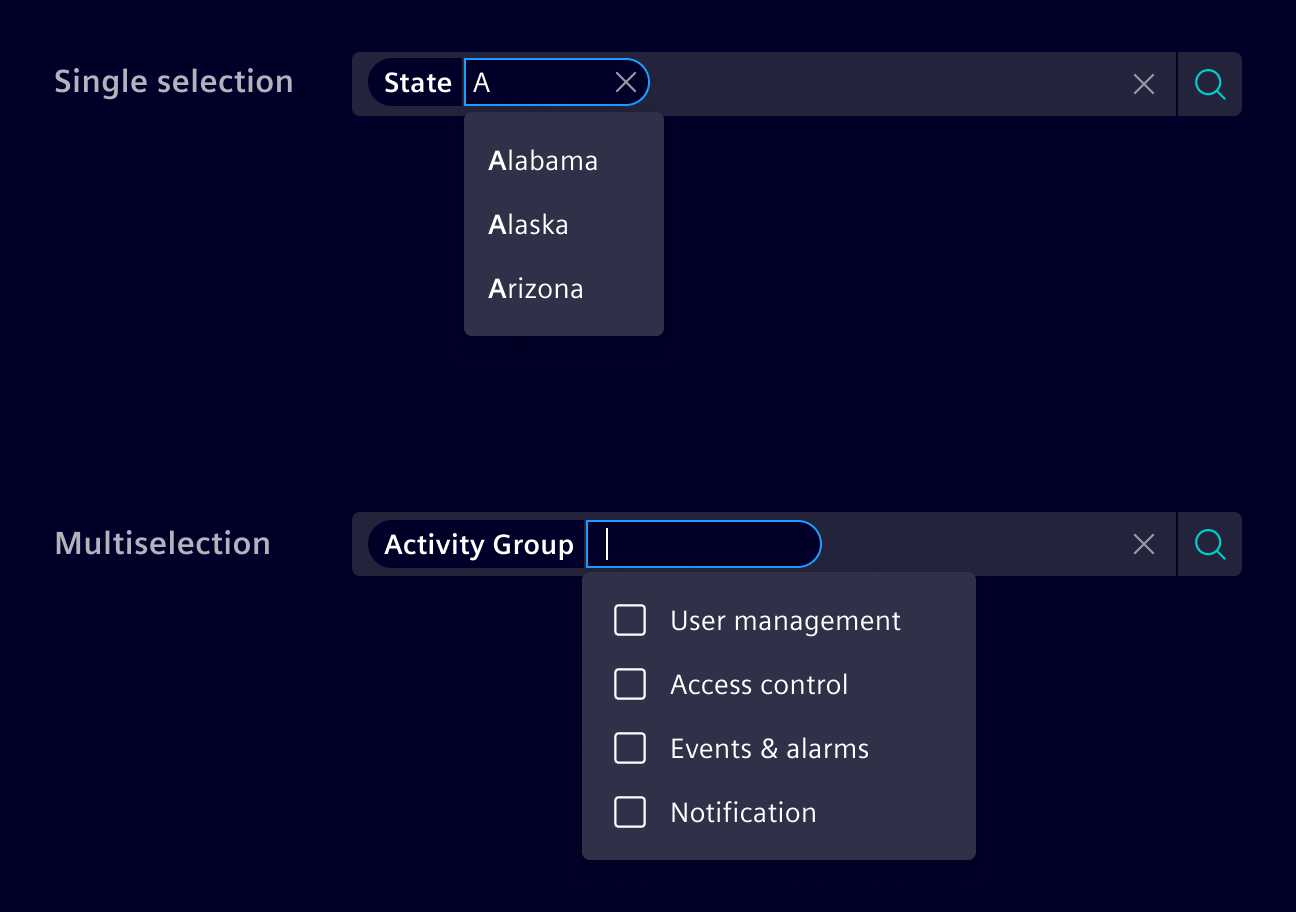 Single selection
State A
Alabama
Alaska
Arizona
Multiselection
Activity Group
User management
Access control
Events & alarms
Notification